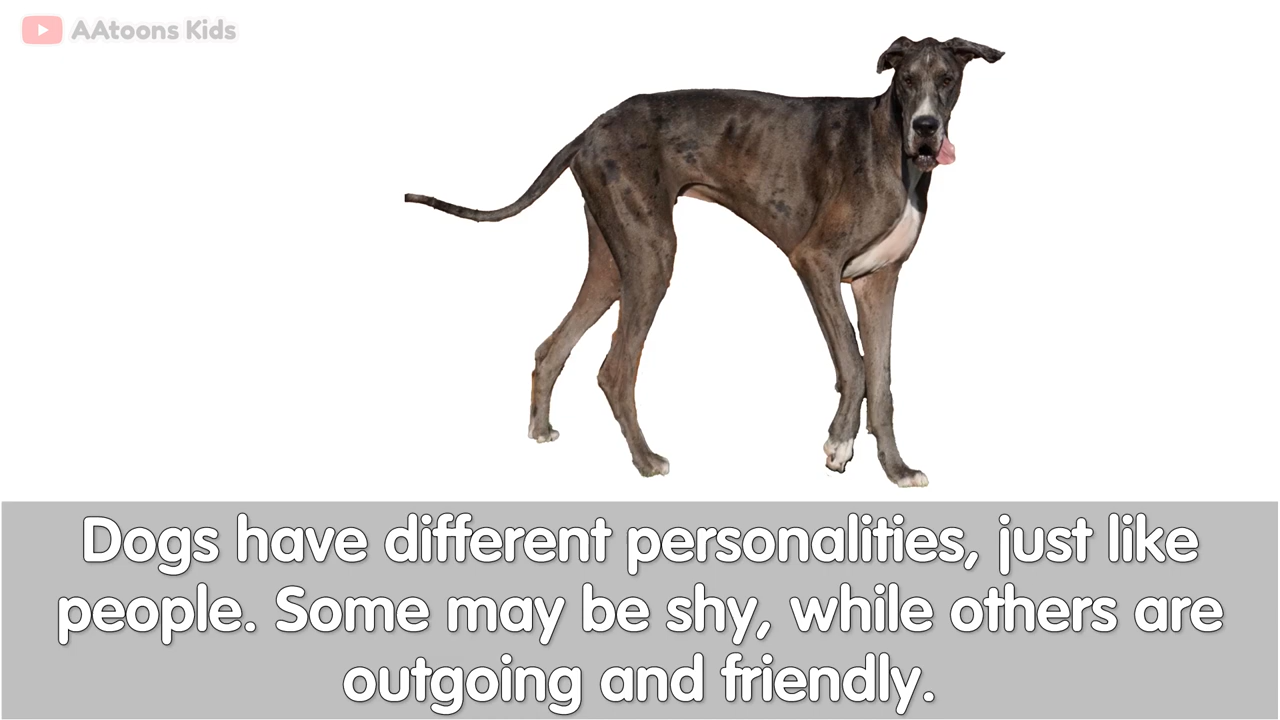 AAtoons Kids
Dogs have different personalities, just like
people. Some may be shy, while others are
outgoing and friendly.